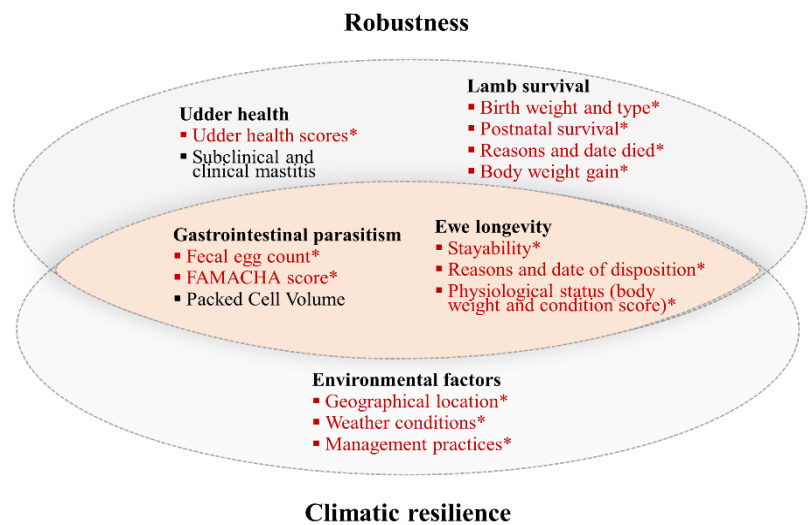 Robustness
Udder health
▪ Udder health scores*
▪ Subclinical and
clinical mastitis
Lamb survival
▪ Birth weight and type*
▪ Postnatal survival*
▪ Reasons and date died*
▪ Body weight gain*
Gastrointestinal parasitism
▪ Fecal egg count*
▪ FAMACHA score*
▪ Packed Cell Volume
Ewe longevity
▪ Stayability*
▪ Reasons and date of disposition*
▪ Physiological status (body
weight and condition score)*
Environmental factors
▪ Geographical location*
▪ Weather conditions*
▪ Management practices*
Climatic resilience